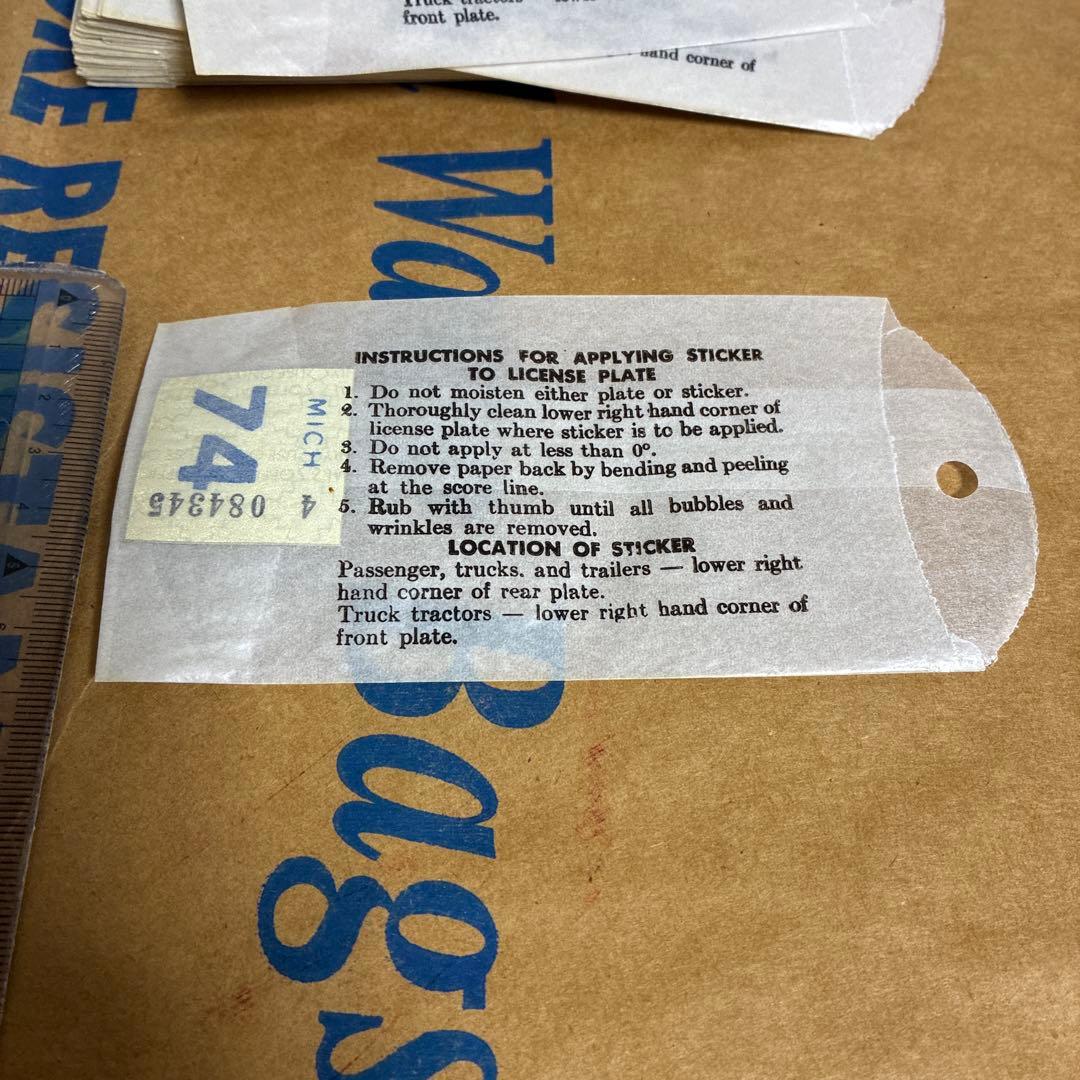 front plate.
hand corner of
INSTRUCTIONS FOR APPLYING STICKER
TO LICENSE PLATE
1. Do not moisten either plate or sticker.
2. Thoroughly clean lower right hand corner of
license plate where sticker is to be applied.
3. Do not apply at less than 0°.
4. Remove paper back by bending and peeling
at the score line.
5. Rub with thumb until all bubbles and
wrinkles are removed.
LOCATION OF STICKER
Passenger, trucks. and trailers — lower right
hand corner of rear plate.
Truck tractors — lower right hand corner of
front plate.
MICH
74
4 084345
Bags